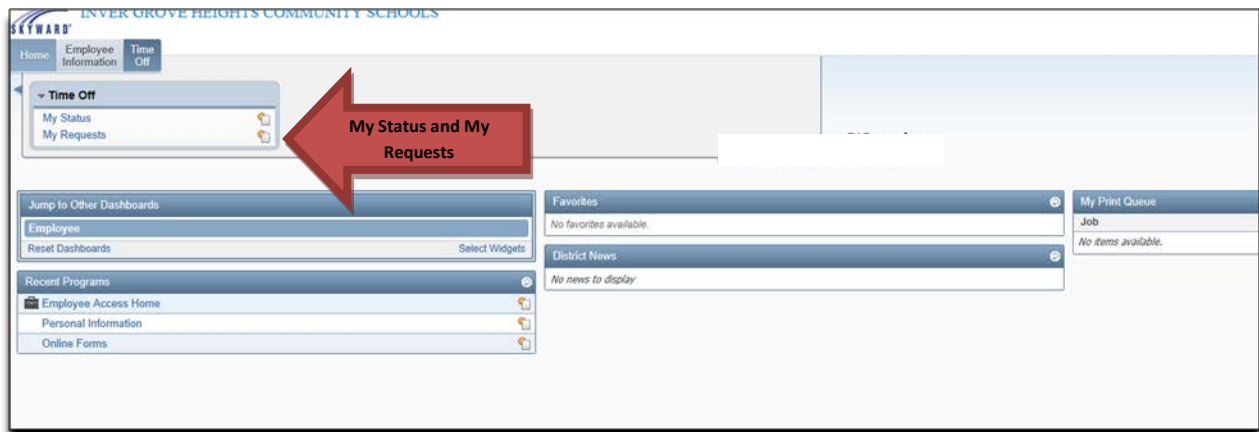 INVER GROVE HEIGHTS COMMUNITY SCHOOLS
SKYWARD
Home
Employee Information
Time Off
Time Off
My Status
My Requests
My Status and My
Requests
Jump to Other Dashboards
Employee
Reset Dashboards Select Widgets
Recent Programs
Employee Access Home
Personal Information
Online Forms
Favorites
No favorites available.
District News
No news to display
My Print Queue
Job
No items available.